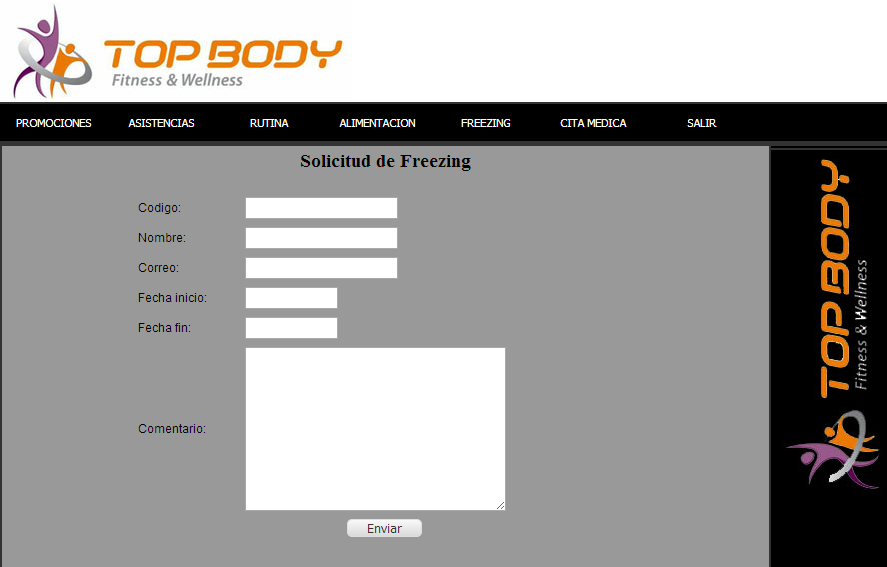 TOP BODY
Fitness & Wellness
PROMOCIONES ASISTENCIAS RUTINA ALIMENTACION FREEZING CITA MEDICA SALIR
Solicitud de Freezing
Codigo:
Nombre:
Correo:
Fecha inicio:
Fecha fin:
Comentario:
Enviar
TOP BODY
Fitness & Wellness